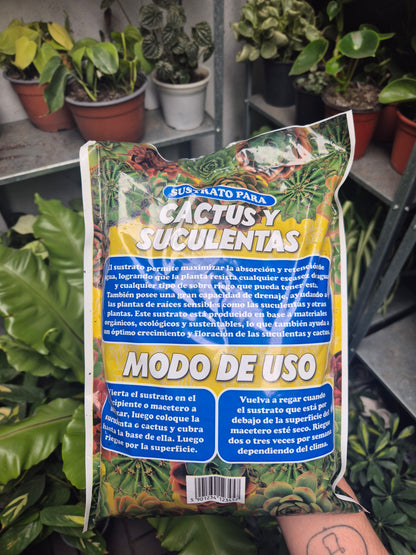 SUSTRATO PARA
CACTUS Y
SUCULENTAS
El sustrato permite maximizar la absorción y retención de
agua, logrando que la planta resista cualquier escases de agua
y cualquier tipo de sobre riego que pueda tener esta.
También posee una gran capacidad de drenaje, ayudando a
las plantas de raíces sensibles como las suculentas y otras
plantas. Este sustrato está producido en base a materiales
orgánicos, ecológicos y sustentables, lo que también ayuda a
un óptimo crecimiento y floración de las suculentas y cactus.
MODO DE USO
Vierta el sustrato en el
recipiente o macetero a
utilizar, luego coloque la
suculenta o cactus y cubra
hasta la base de ella. Luego
riegue por la superficie.
Vuelva a regar cuando
el sustrato que está por
debajo de la superficie del
macetero esté seco. Riegue
dos o tres veces por semana
dependiendo del clima.